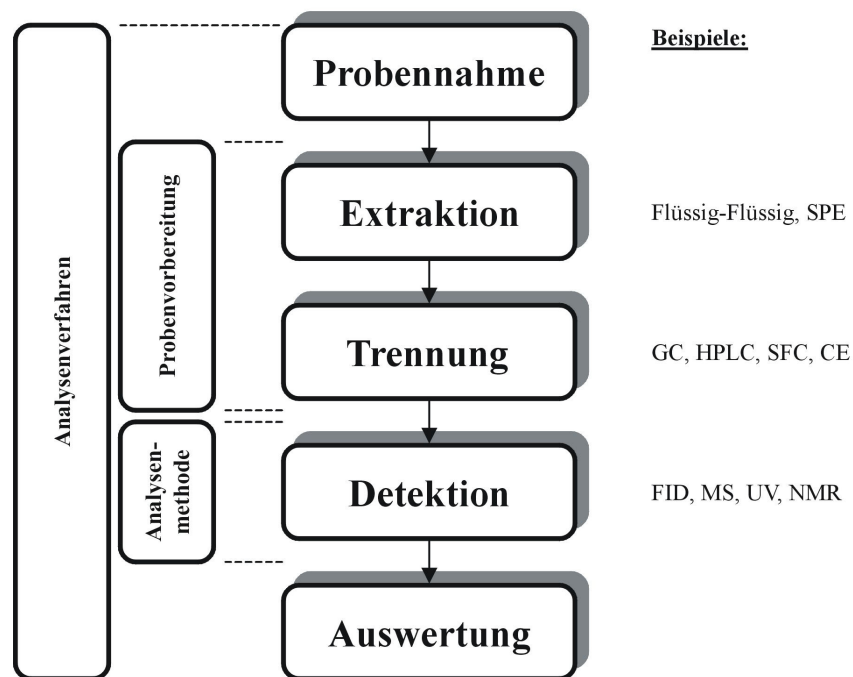 Beispiele:
Probennahme
Extraktion
Flüssig-Flüssig, SPE
Trennung
GC, HPLC, SFC, CE
Detektion
FID, MS, UV, NMR
Auswertung
Analysenverfahren
Probenvorbereitung
Analysen-
methode